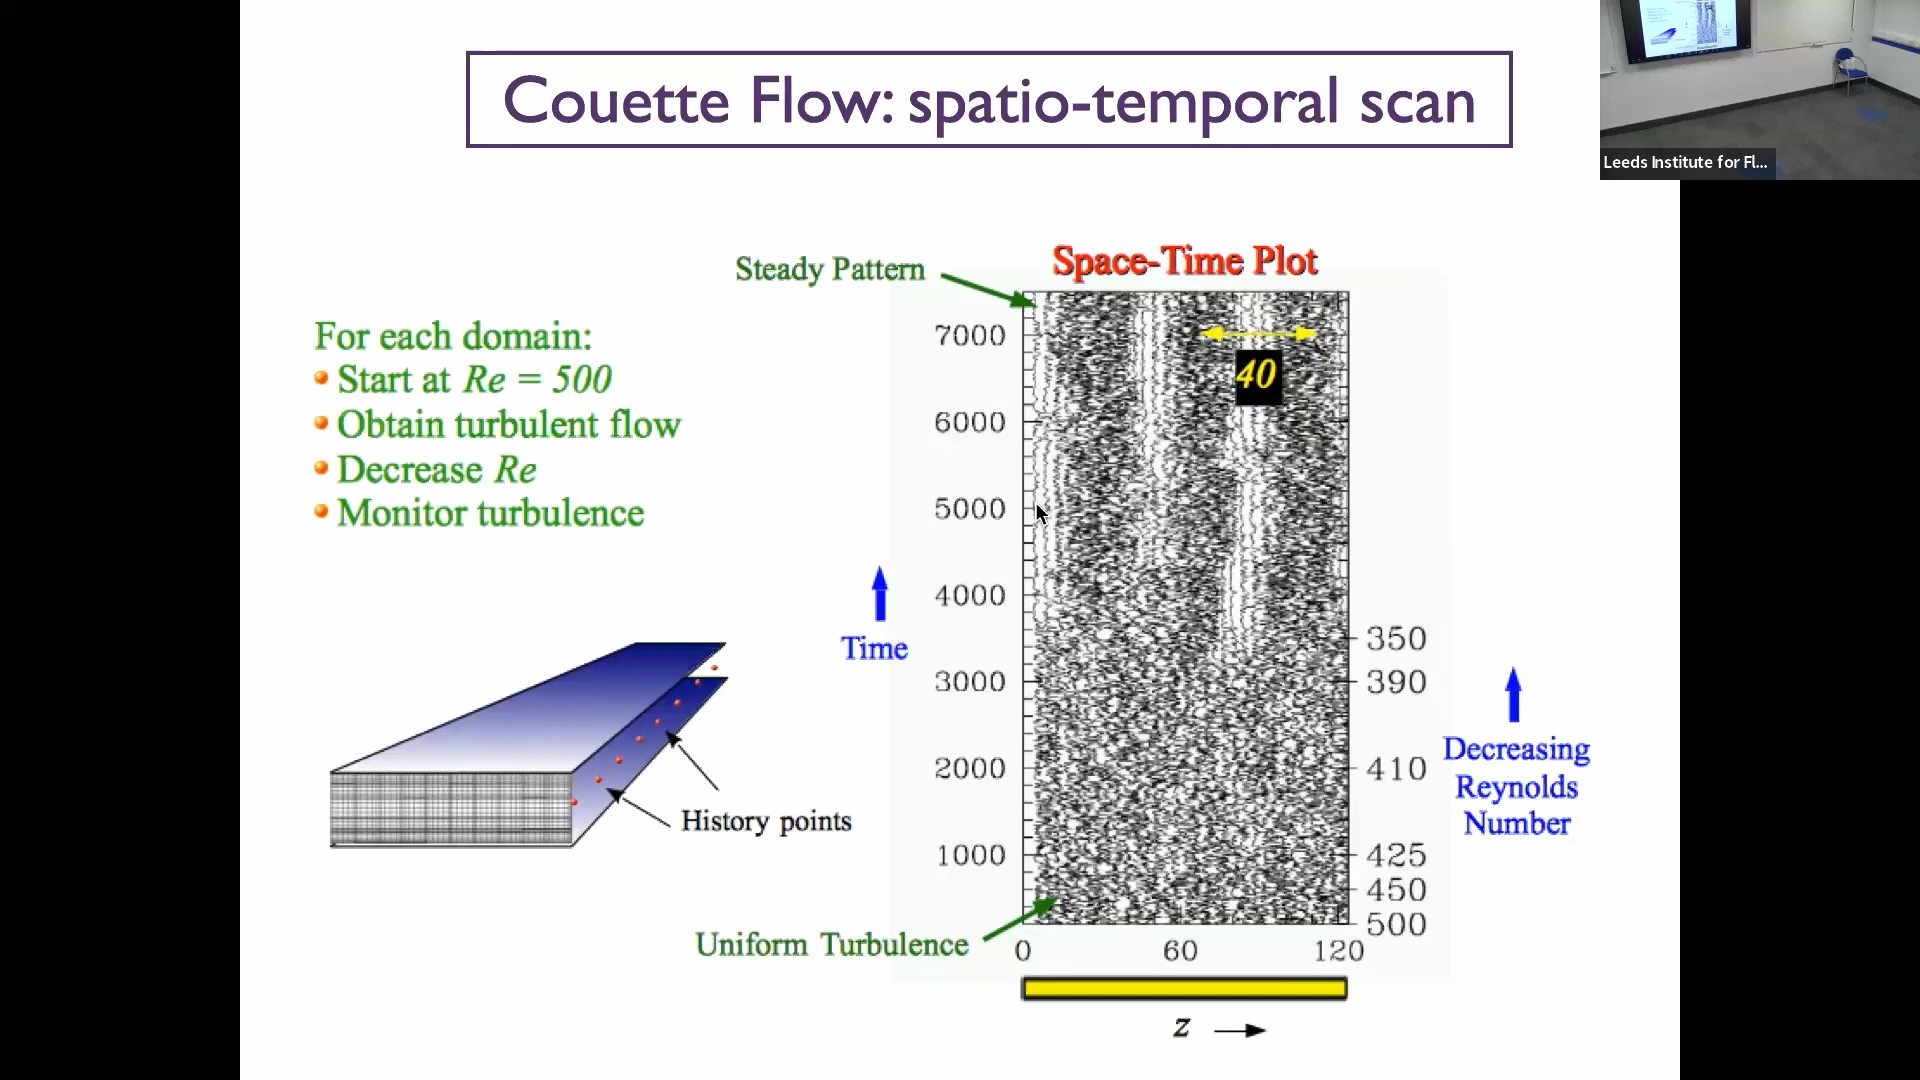 Couette Flow: spatio-temporal scan
Leeds Institute for Fl...
Space-Time Plot
Steady Pattern
For each domain:
Start at Re = 500
Obtain turbulent flow
Decrease Re
Monitor turbulence
7000
6000
5000
4000
3000
2000
1000
40
Time
350
390
410
425
450
500
Decreasing
Reynolds
Number
History points
Uniform Turbulence
0 60 120
z